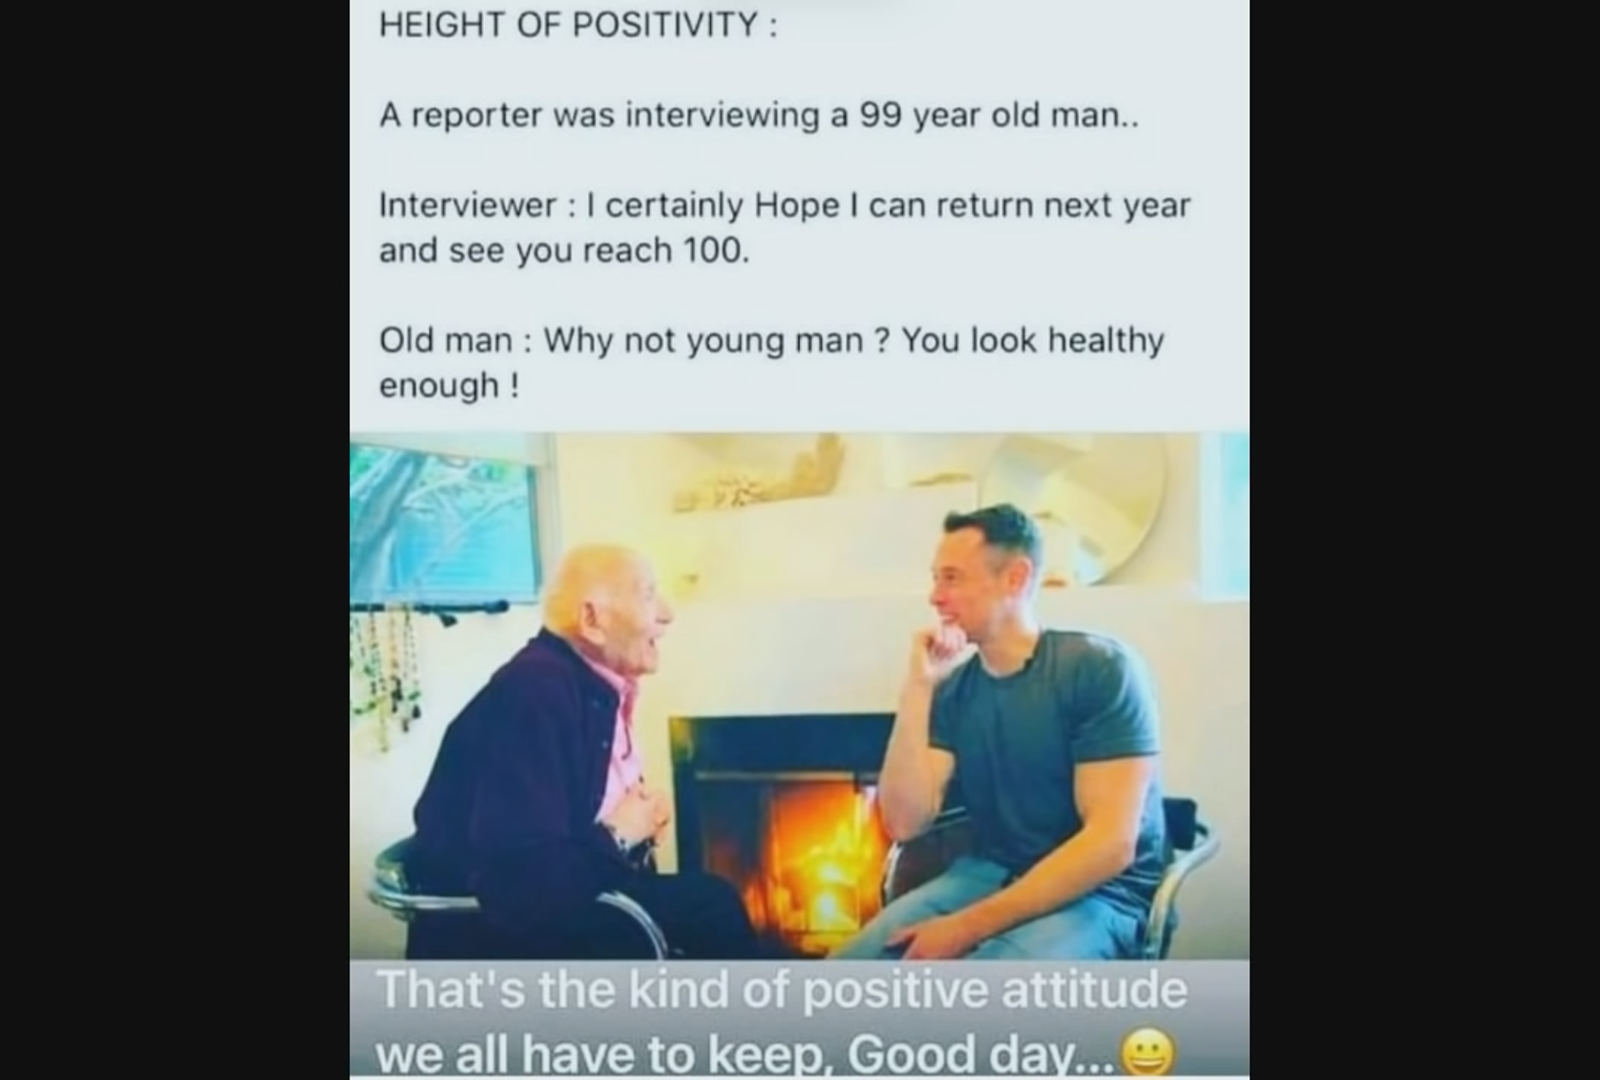 HEIGHT OF POSITIVITY :
A reporter was interviewing a 99 year old man..
Interviewer : I certainly Hope I can return next year
and see you reach 100.
Old man : Why not young man ? You look healthy
enough !
That's the kind of positive attitude
we all have to keep, Good day...😀